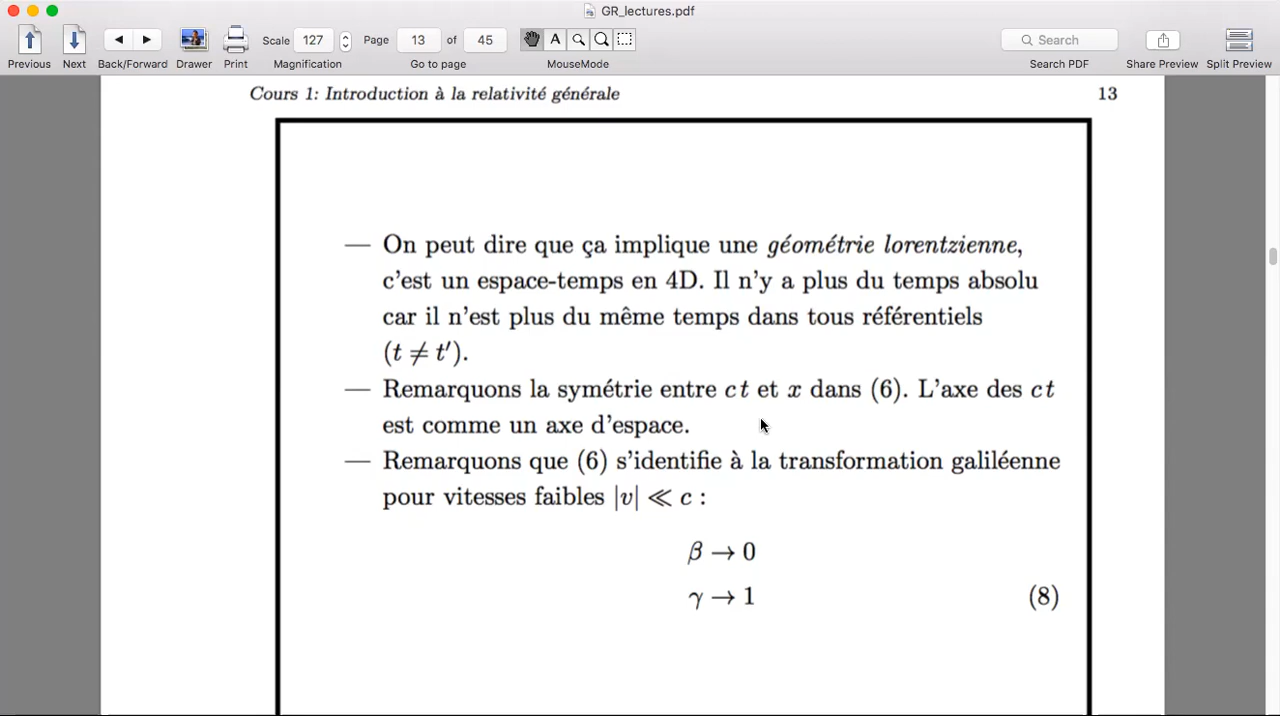 GR_lectures.pdf
Previous Next Back/Forward Drawer Print Scale 127 Magnification Page 13 of 45 Go to page A MouseMode Search Search PDF Share Preview Split Preview
Cours 1: Introduction à la relativité générale 13
— On peut dire que ça implique une géométrie lorentzienne,
c'est un espace-temps en 4D. Il n'y a plus du temps absolu
car il n'est plus du même temps dans tous référentiels
(t ≠ t′).
— Remarquons la symétrie entre c t et x dans (6). L'axe des c t
est comme un axe d'espace.
— Remarquons que (6) s'identifie à la transformation galiléenne
pour vitesses faibles |v| ≪ c :
β → 0
γ → 1 (8)